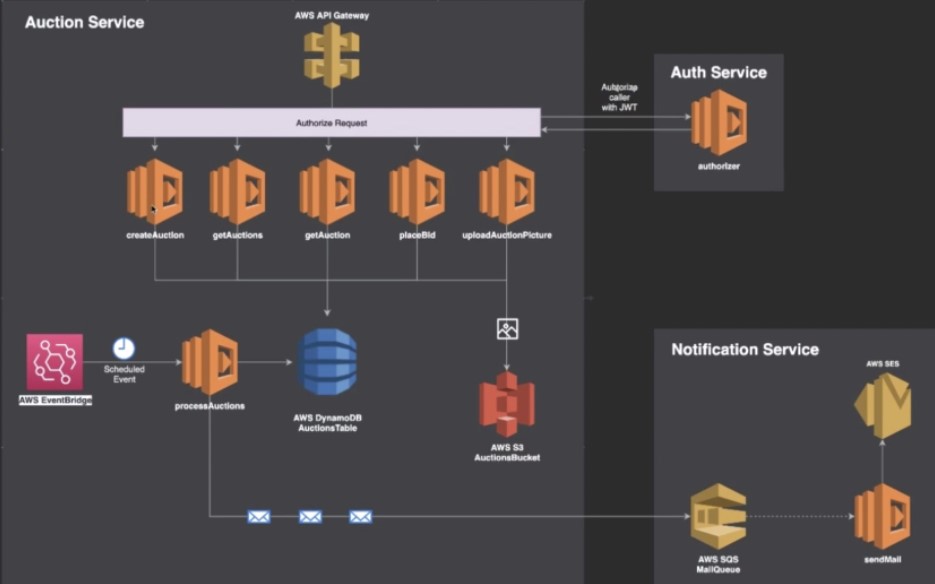 Auction Service
AWS API Gateway
Auth Service
caller
with JWT
Authorize Request
authorizer
createAuction
getAuctions
getAuction
placeBid
uploadAuctionPicture
Notification Service
AWS SES
Scheduled
Event
AWS EventBridge
processAuctions
AWS DynamoDB
AuctionsTable
AWS S3
AuctionsBucket
AWS SQS
MailQueue
sendMail